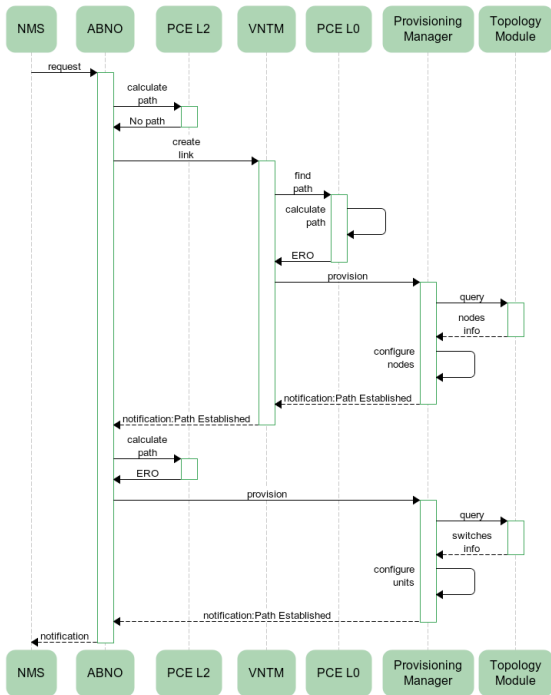 NMS
ABNO
PCE L2
VNTM
PCE L0
Provisioning
Manager
Topology
Module
request
calculate
path
No path
create
link
find
path
calculate
path
ERO
provision
query
nodes
info
configure
nodes
notification:Path Established
notification:Path Established
calculate
path
ERO
provision
query
switches
info
configure
units
notification:Path Established
notification
NMS
ABNO
PCE L2
VNTM
PCE L0
Provisioning
Manager
Topology
Module